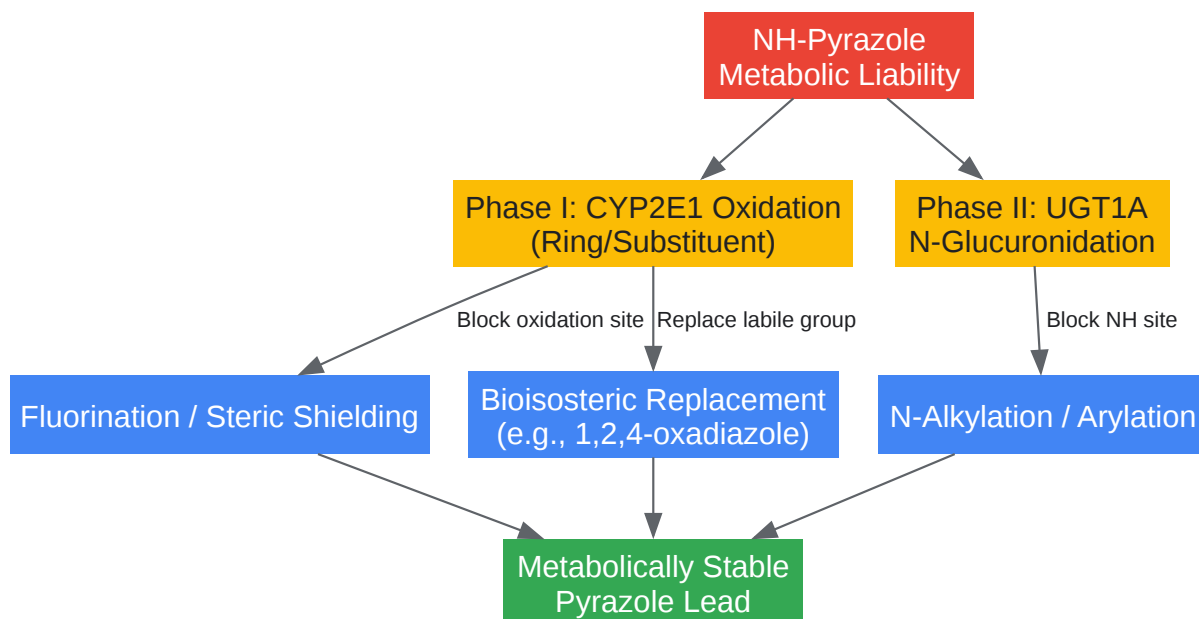 NH-Pyrazole
Metabolic Liability
Phase I: CYP2E1 Oxidation
(Ring/Substituent)
Phase II: UGT1A
N-Glucuronidation
Block oxidation site
Replace labile group
Block NH site
Fluorination / Steric Shielding
Bioisosteric Replacement
(e.g., 1,2,4-oxadiazole)
N-Alkylation / Arylation
Metabolically Stable
Pyrazole Lead